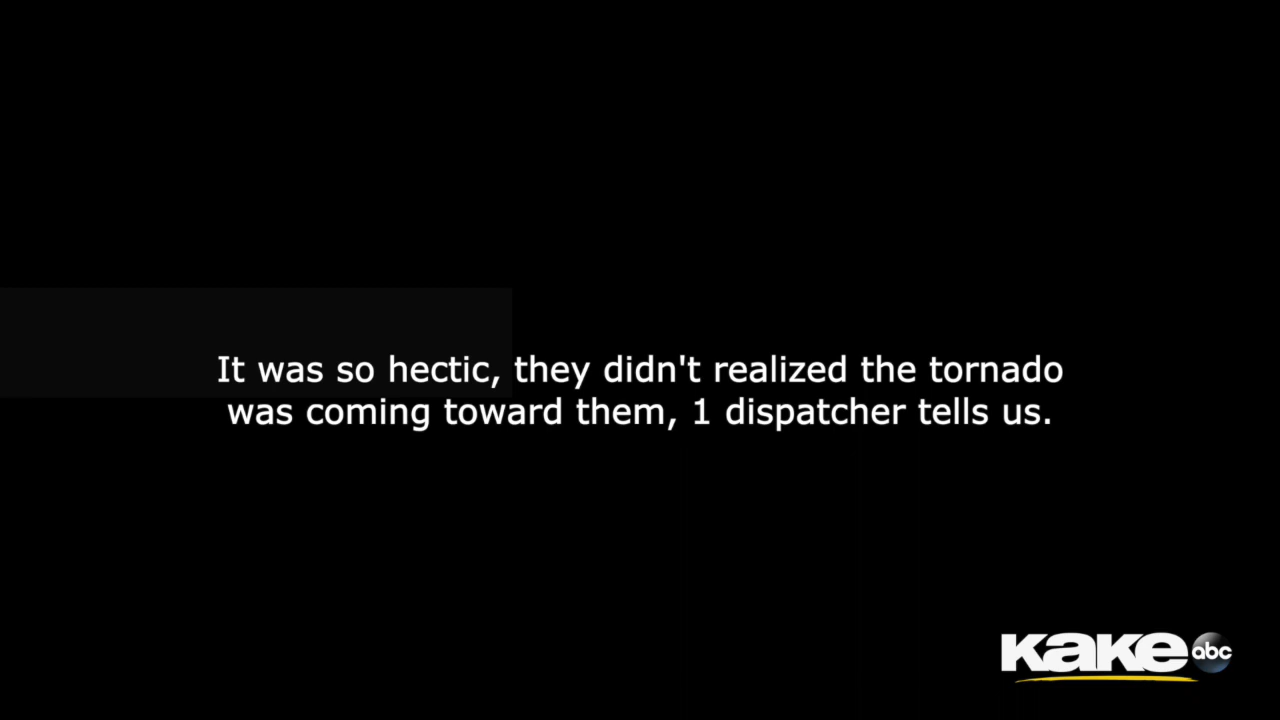 It was so hectic, they didn't realized the tornado
was coming toward them, 1 dispatcher tells us.
KAKE abc